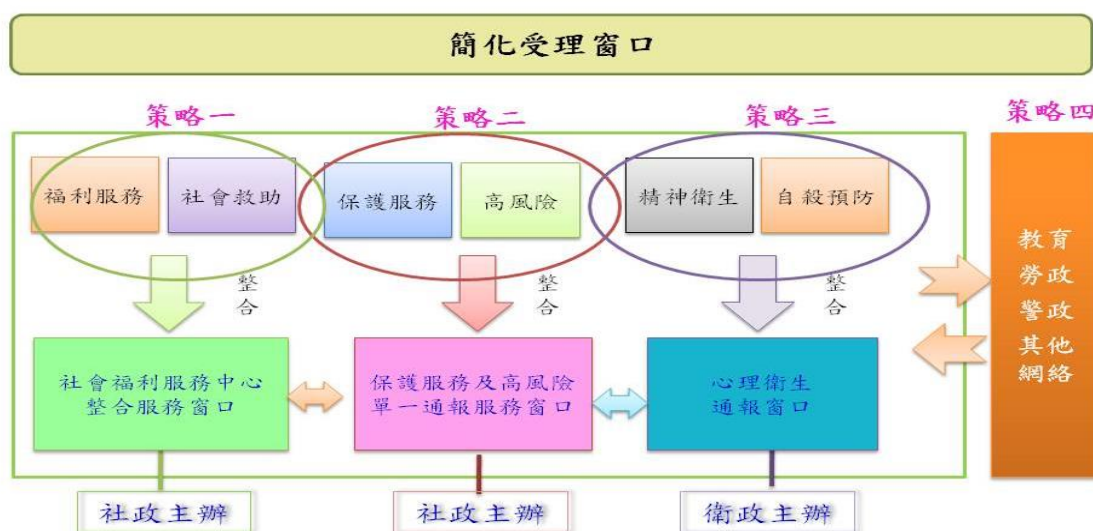 簡化受理窗口
策略一
策略二
策略三
策略四
福利服務
社會救助
保護服務
高風險
精神衛生
自殺預防
整
合
整
合
整
合
社會福利服務中心
整合服務窗口
保護服務及高風險
單一通報服務窗口
心理衛生
通報窗口
教育
勞政
警政
其他
網絡
社政主辦
社政主辦
衛政主辦